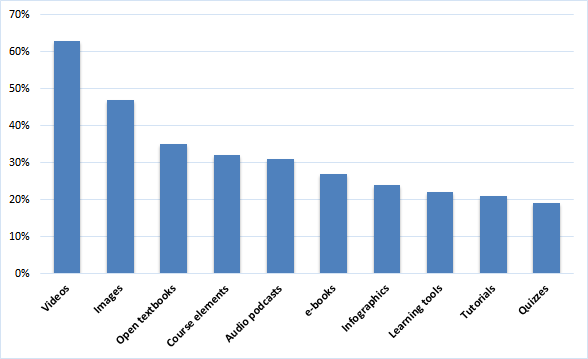 70%
60%
50%
40%
30%
20%
10%
0%
Videos
Images
Open textbooks
Course elements
Audio podcasts
e-books
Infographics
Learning tools
Tutorials
Quizzes